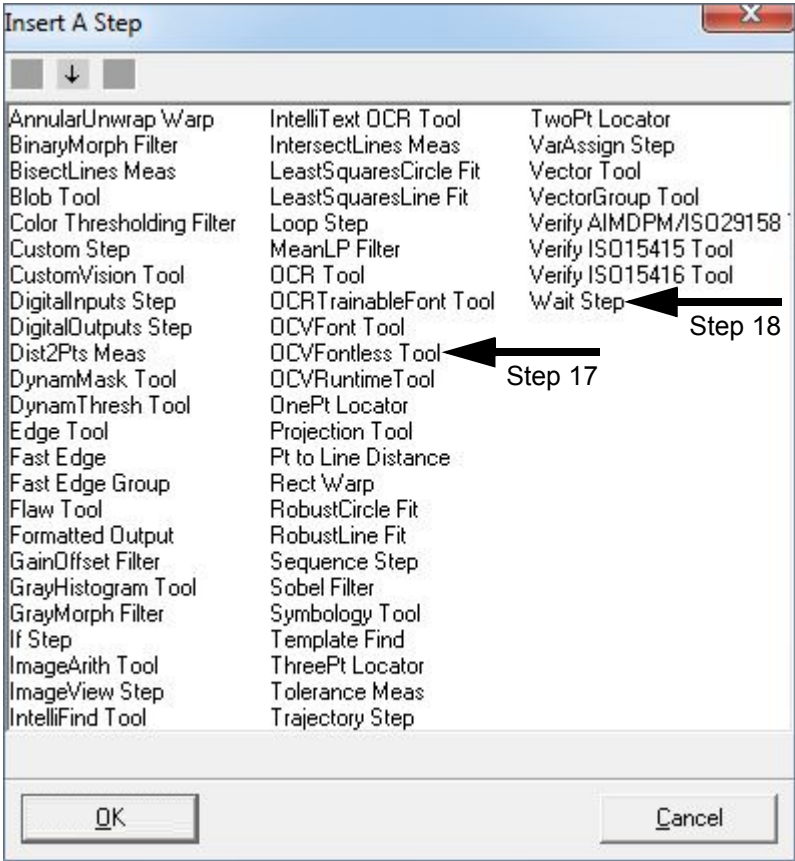 Insert A Step
AnnularUnwrap Warp
BinaryMorph Filter
BisectLines Meas
Blob Tool
Color Thresholding Filter
Custom Step
CustomVision Tool
DigitalInputs Step
DigitalOutputs Step
Dist2Pts Meas
DynamMask Tool
DynamThresh Tool
Edge Tool
Fast Edge
Fast Edge Group
Flaw Tool
Formatted Output
GainOffset Filter
GrayHistogram Tool
GrayMorph Filter
If Step
ImageArith Tool
ImageView Step
IntelliFind Tool
IntelliText OCR Tool
IntersectLines Meas
LeastSquaresCircle Fit
LeastSquaresLine Fit
Loop Step
MeanLP Filter
OCR Tool
OCRTrainableFont Tool
OCVFont Tool
OCVFontless Tool
OCVRuntimeTool
OnePt Locator
Projection Tool
Pt to Line Distance
Rect Warp
RobustCircle Fit
RobustLine Fit
Sequence Step
Sobel Filter
Symbology Tool
Template Find
ThreePt Locator
Tolerance Meas
Trajectory Step
TwoPt Locator
VarAssign Step
Vector Tool
VectorGroup Tool
Verify AIMDPM/ISO29158
Verify ISO15415 Tool
Verify ISO15416 Tool
Wait Step
Step 18
Step 17
OK
Cancel